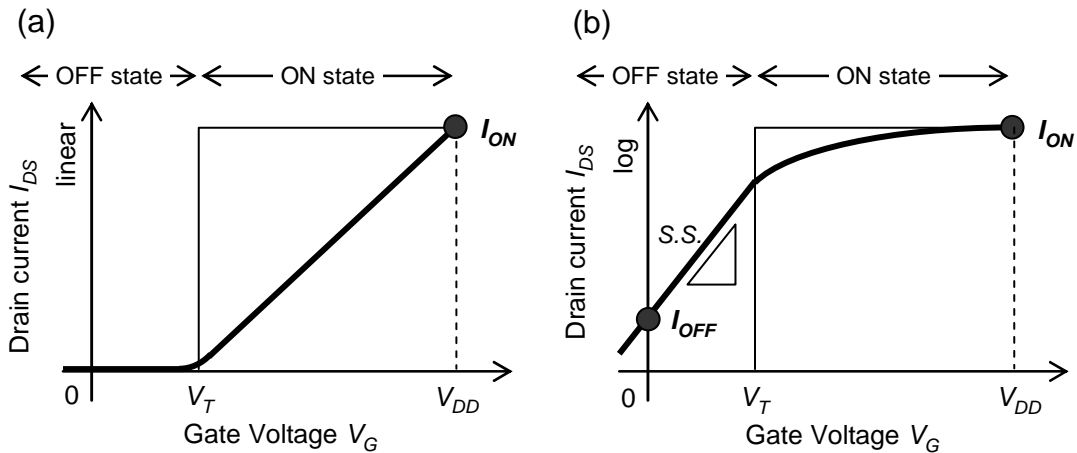 (a)
OFF state
ON state
Drain current I_DS
linear
I_ON
0
V_T
V_DD
Gate Voltage V_G
(b)
OFF state
ON state
Drain current I_DS
log
I_ON
S.S.
I_OFF
0
V_T
V_DD
Gate Voltage V_G